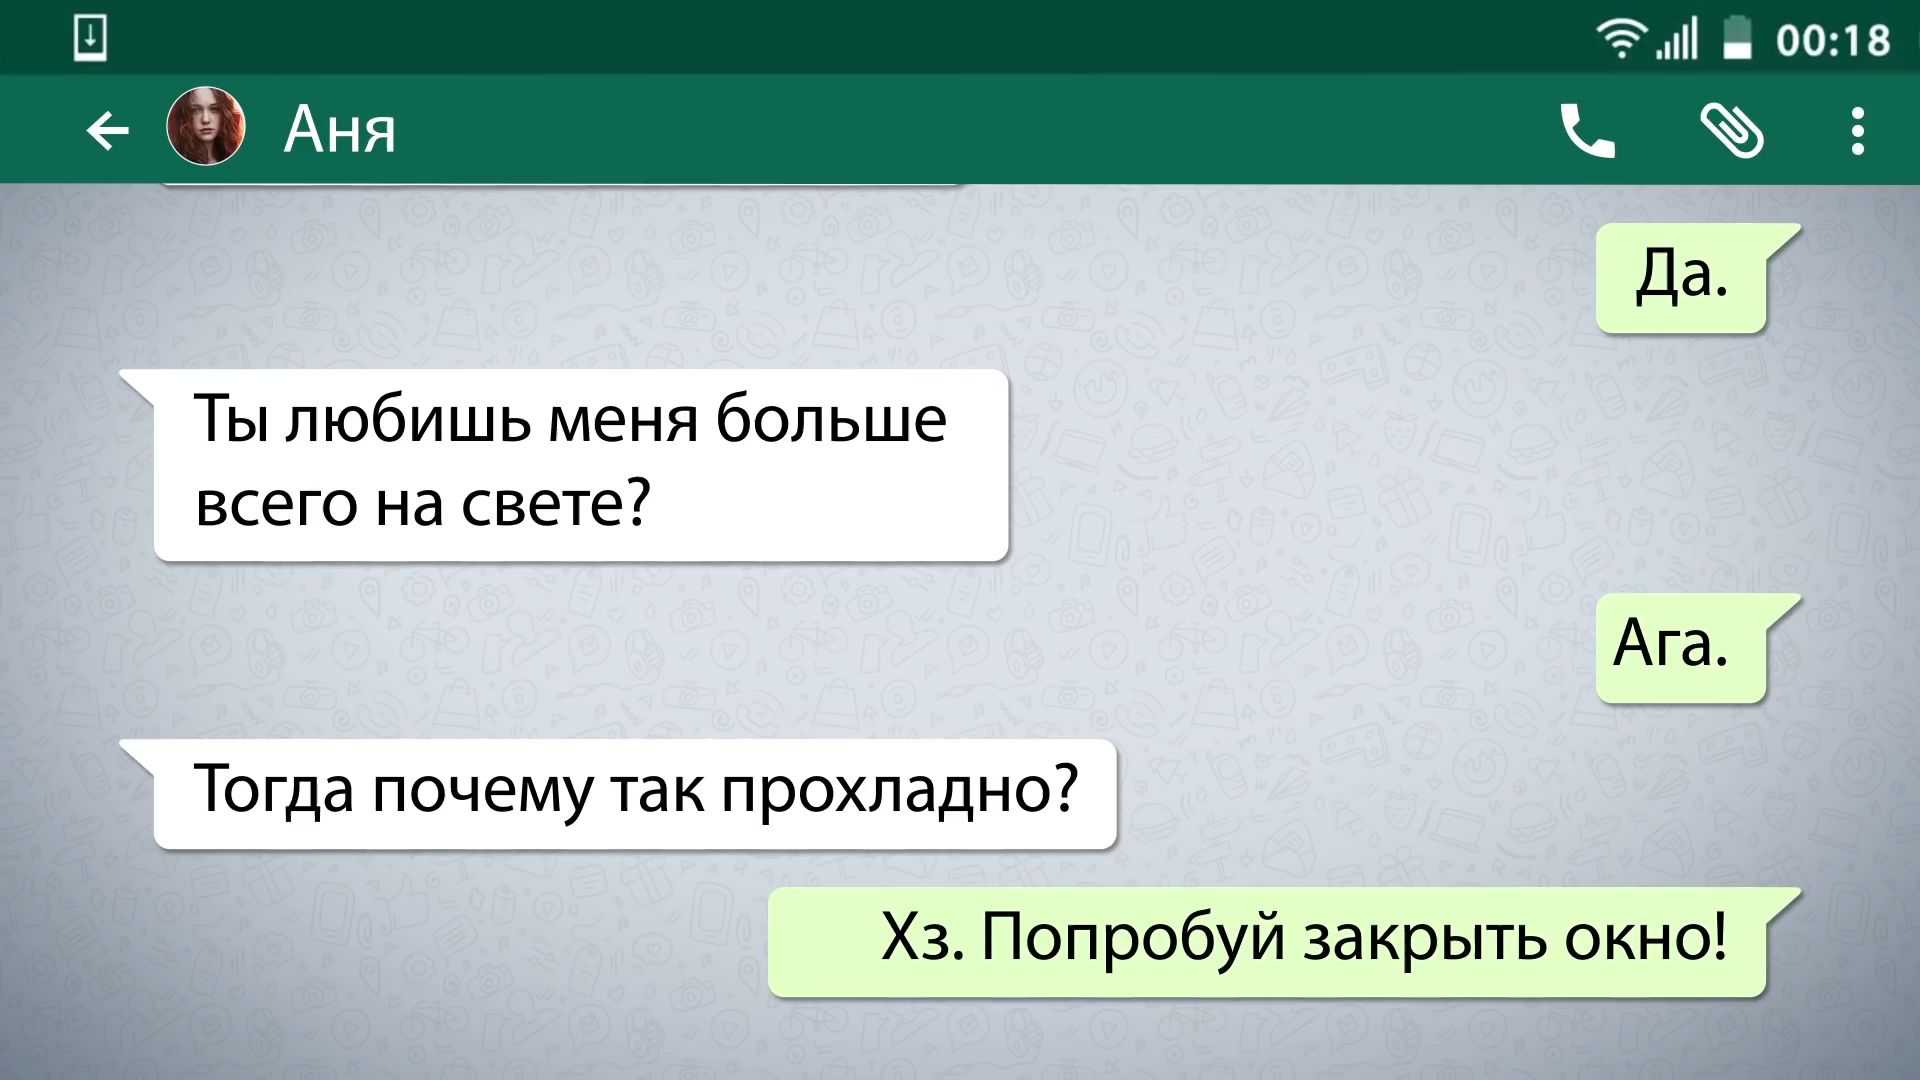 00:18
Аня
Да.
Ты любишь меня больше
всего на свете?
Ага.
Тогда почему так прохладно?
Хз. Попробуй закрыть окно!